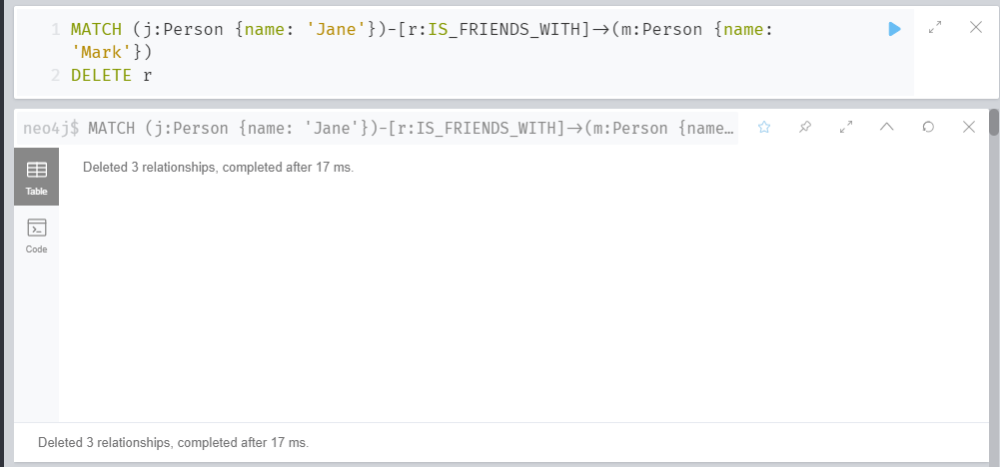 1 MATCH (j:Person {name: 'Jane'})-[r:IS_FRIENDS_WITH]→(m:Person {name:
'Mark'})
2 DELETE r
neo4j$ MATCH (j:Person {name: 'Jane'})-[r:IS_FRIENDS_WITH]→(m:Person {name…
Deleted 3 relationships, completed after 17 ms.
Table
Code
Deleted 3 relationships, completed after 17 ms.